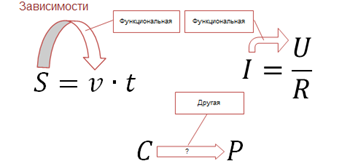 Зависимости
Функциональная
Функциональная
S = v · t
I = U/R
Другая
C ? P